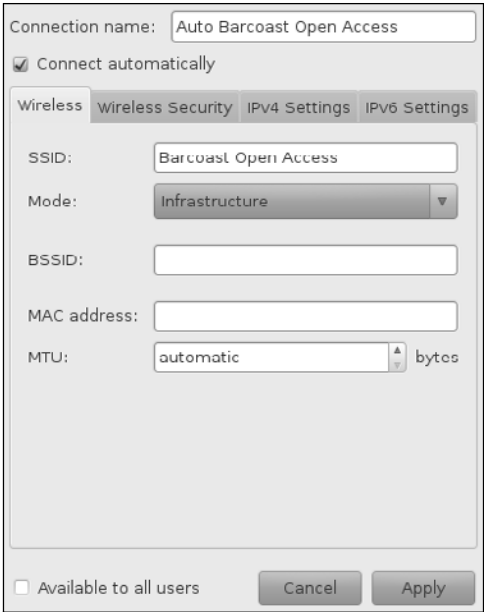 Connection name: Auto Barcoast Open Access
Connect automatically
Wireless Wireless Security IPv4 Settings IPv6 Settings
SSID: Barcoast Open Access
Mode: Infrastructure
BSSID:
MAC address:
MTU: automatic bytes
Available to all users Cancel Apply